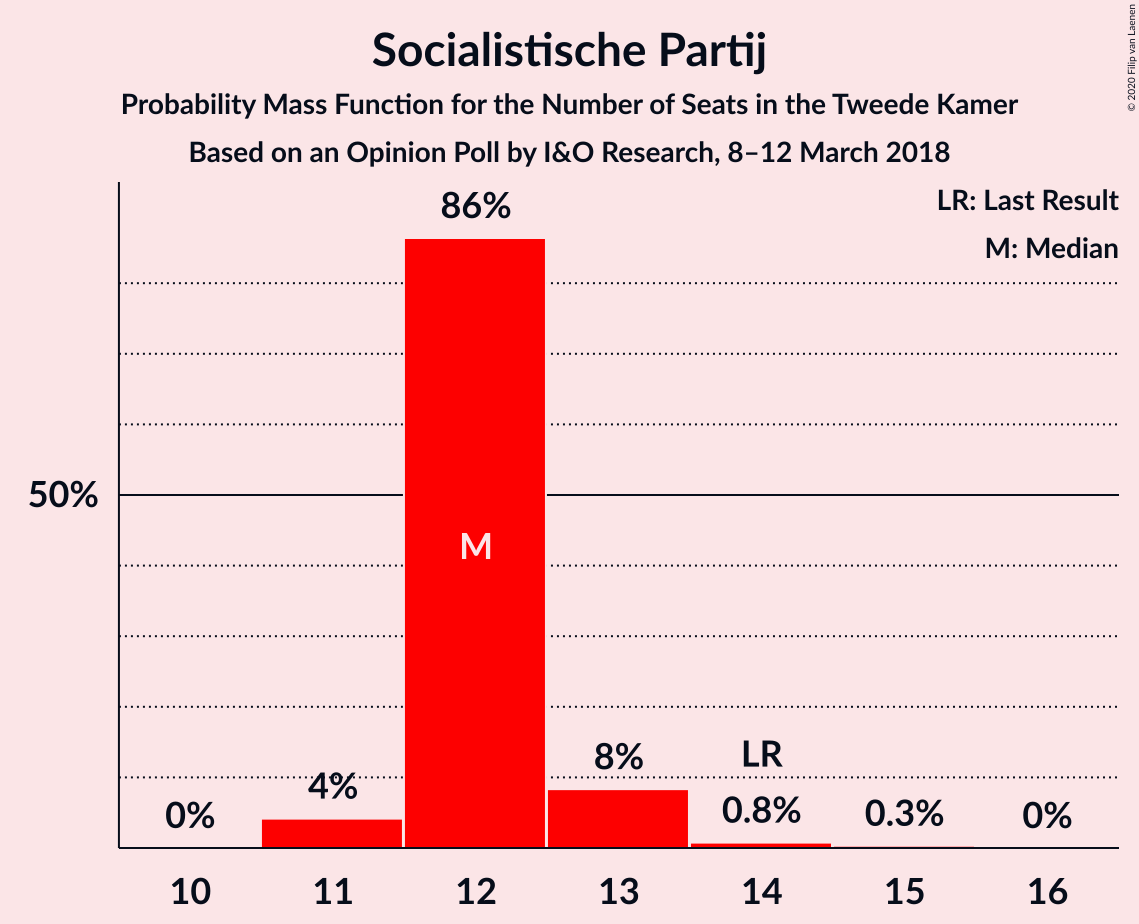 Socialistische Partij
Probability Mass Function for the Number of Seats in the Tweede Kamer
Based on an Opinion Poll by I&O Research, 8–12 March 2018
© 2020 Filip van Laenen
LR: Last Result
M: Median
86%
50%
M
LR
8%
4%
0%
0.8%
0.3%
0%
10 11 12 13 14 15 16